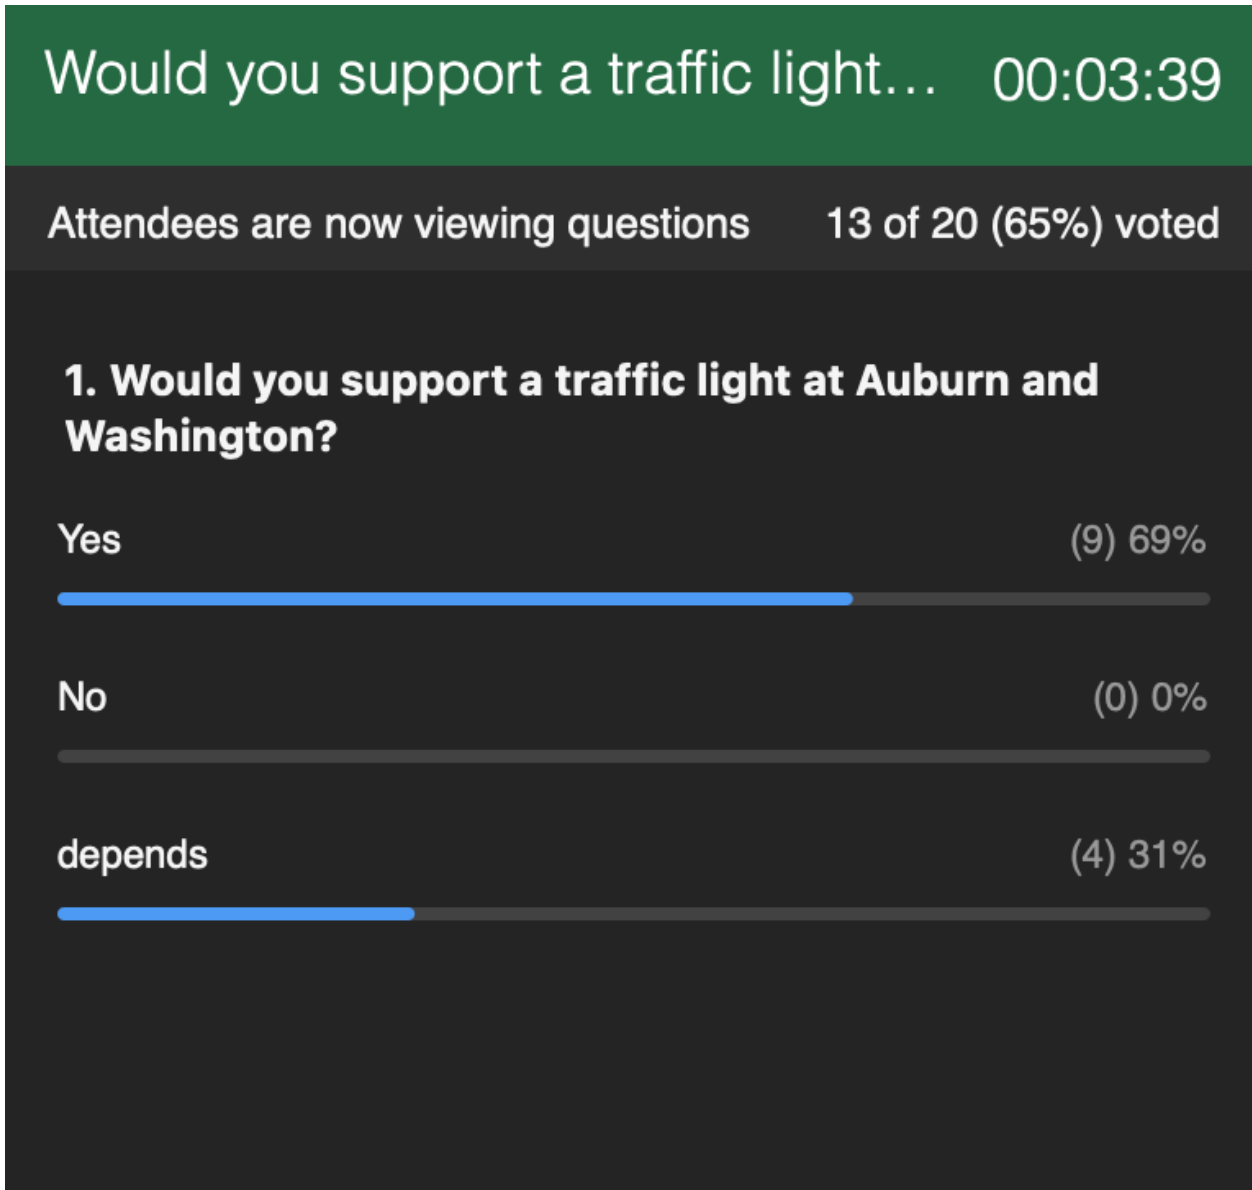 Would you support a traffic light... 00:03:39
Attendees are now viewing questions 13 of 20 (65%) voted
1. Would you support a traffic light at Auburn and
Washington?
Yes (9) 69%
No (0) 0%
depends (4) 31%